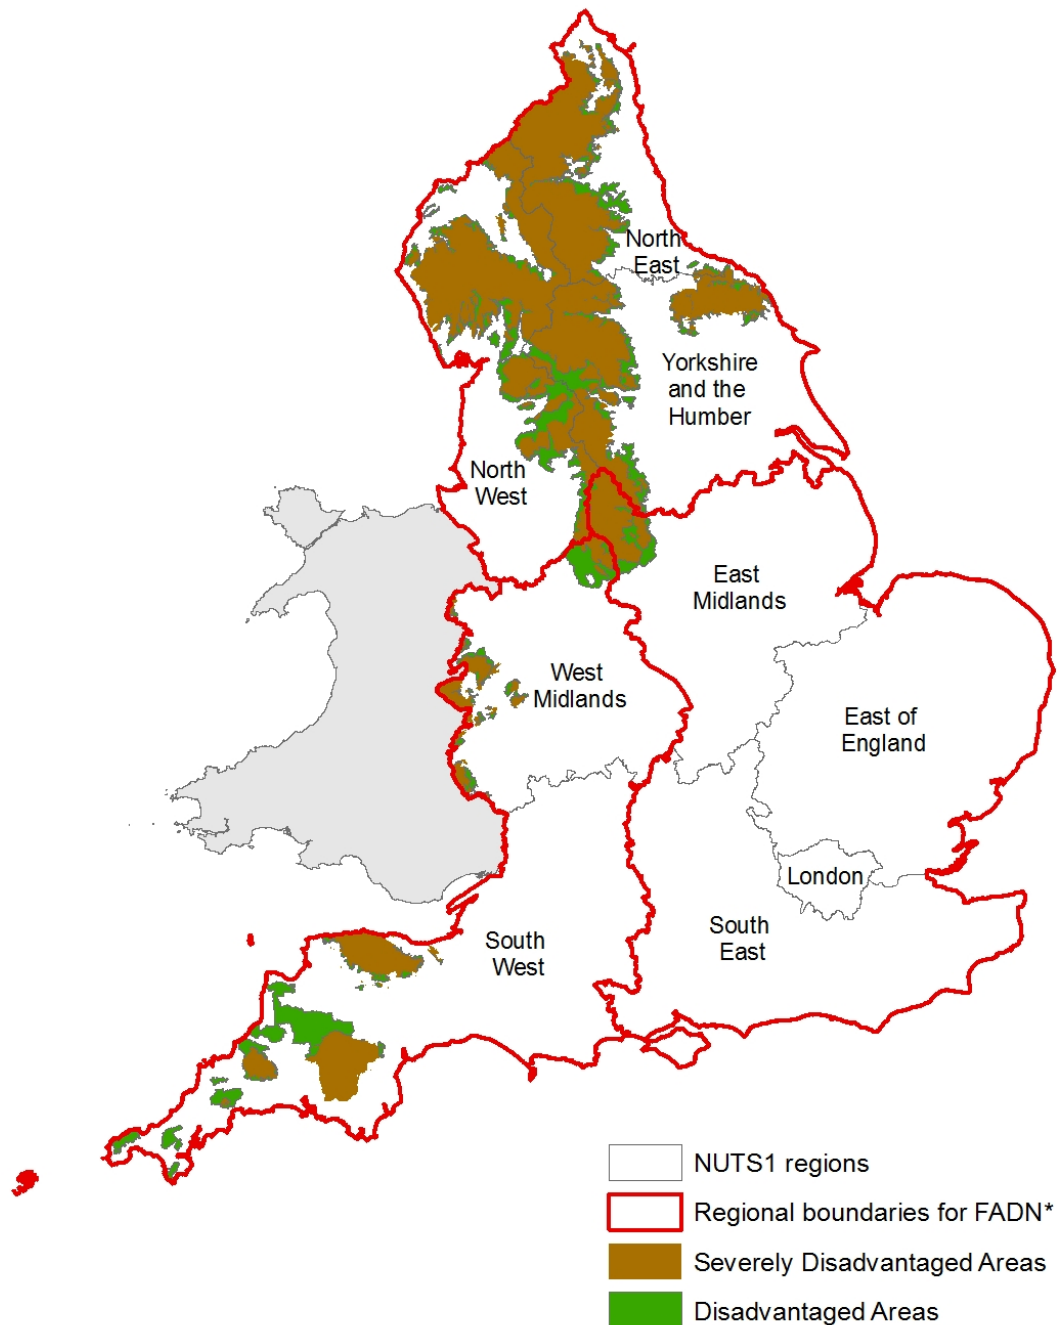 North
East
Yorkshire
and the
Humber
North
West
East
Midlands
West
Midlands
East of
England
London
South
East
South
West
NUTS1 regions
Regional boundaries for FADN*
Severely Disadvantaged Areas
Disadvantaged Areas